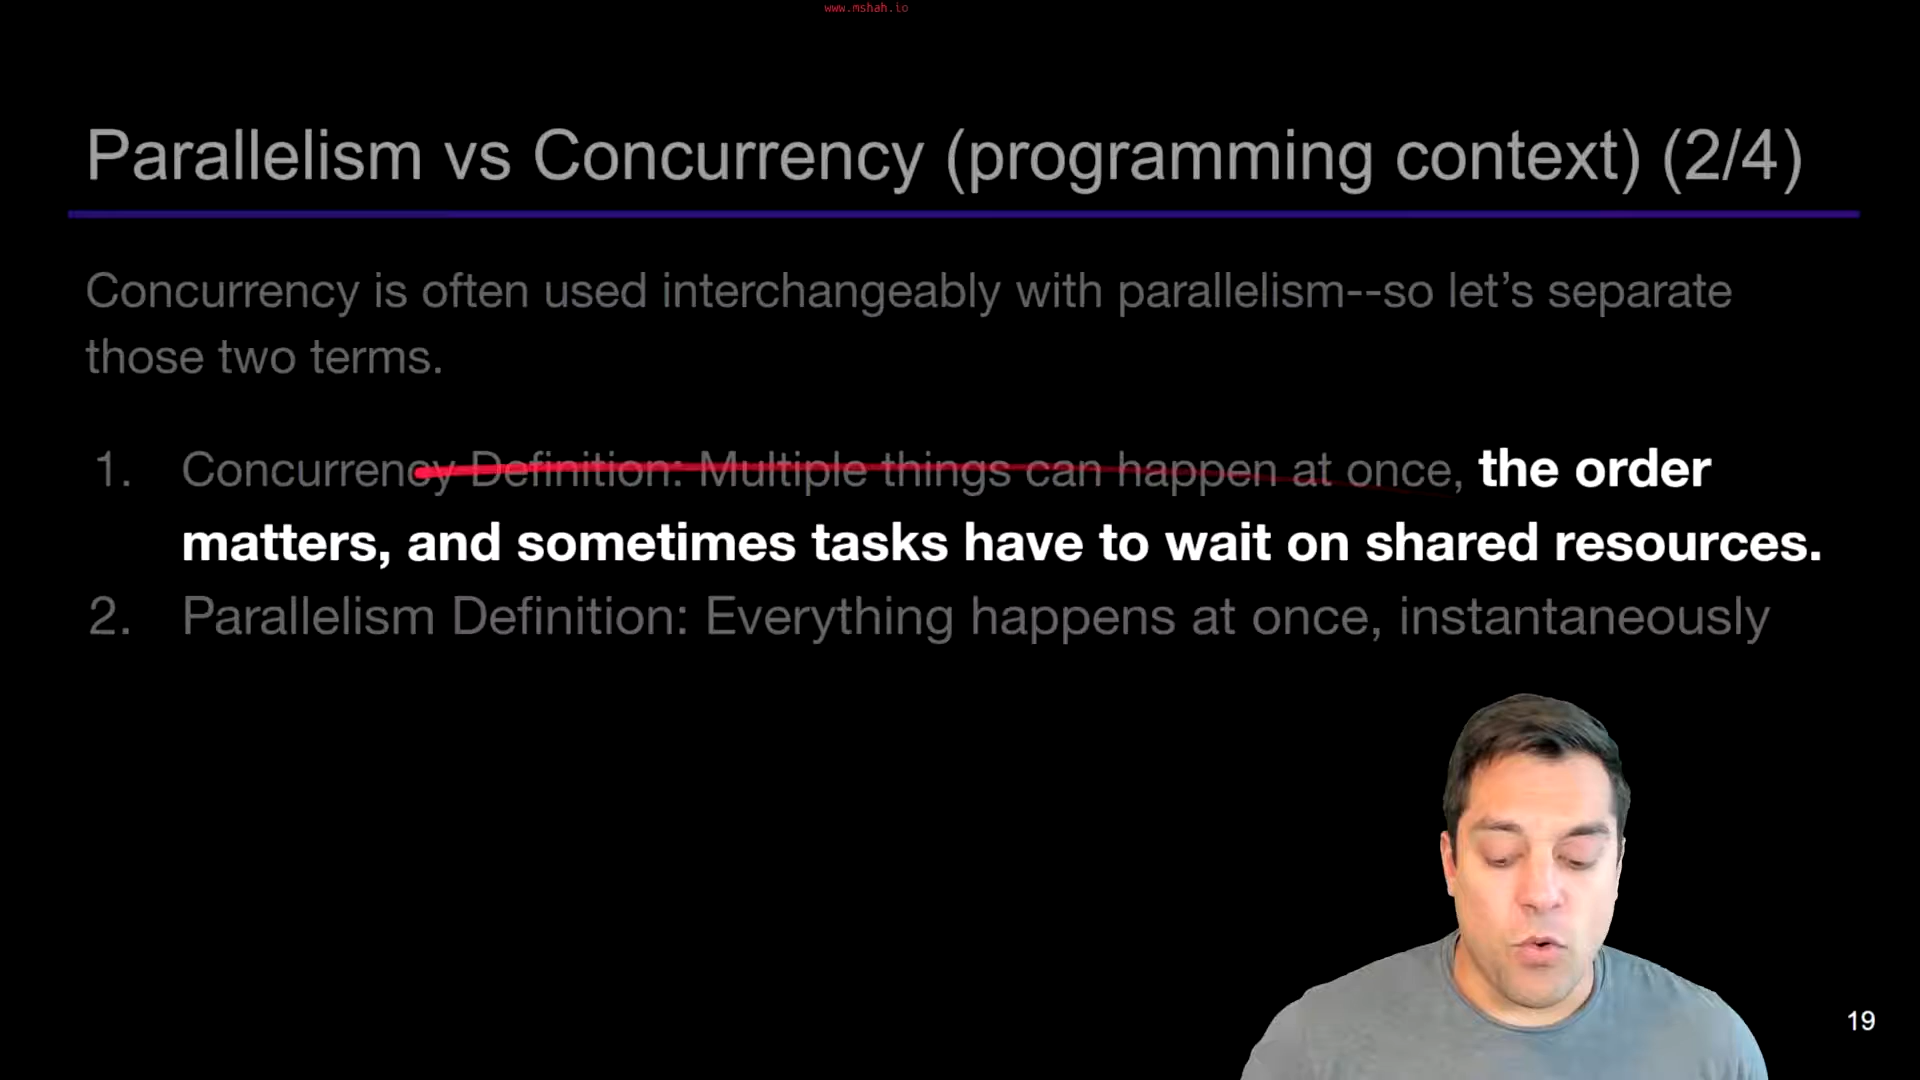 www.mshah.io
Parallelism vs Concurrency (programming context) (2/4)
Concurrency is often used interchangeably with parallelism--so let’s separate
those two terms.
1. Concurrency Definition: Multiple things can happen at once, the order
matters, and sometimes tasks have to wait on shared resources.
2. Parallelism Definition: Everything happens at once, instantaneously
19